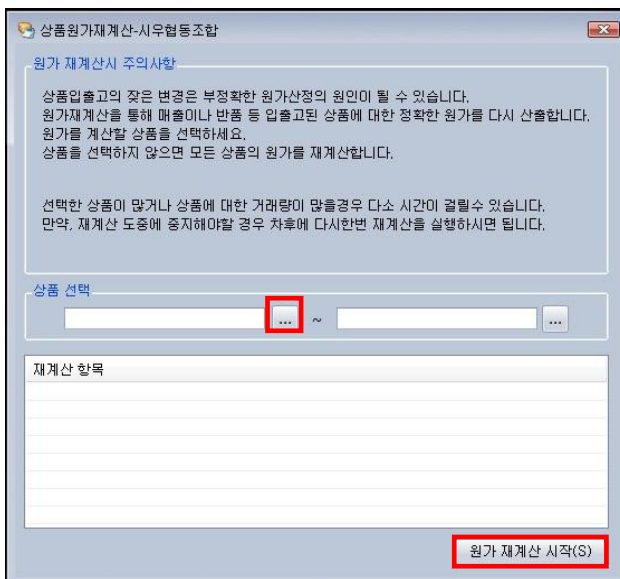 상품원가재계산-시우협동조합
원가 재계산시 주의사항
상품입출고의 잦은 변경은 부정확한 원가산정의 원인이 될 수 있습니다.
원가재계산을 통해 매출이나 반품 등 입출고된 상품에 대한 정확한 원가를 다시 산출합니다.
원가를 계산할 상품을 선택하세요.
상품을 선택하지 않으면 모든 상품의 원가를 재계산합니다.
선택한 상품이 많거나 상품에 대한 거래량이 많을경우 다소 시간이 걸릴수 있습니다.
만약, 재계산 도중에 중지해야할 경우 차후에 다시한번 재계산을 실행하시면 됩니다.
상품 선택
... ~ ...
재계산 항목
원가 재계산 시작(S)